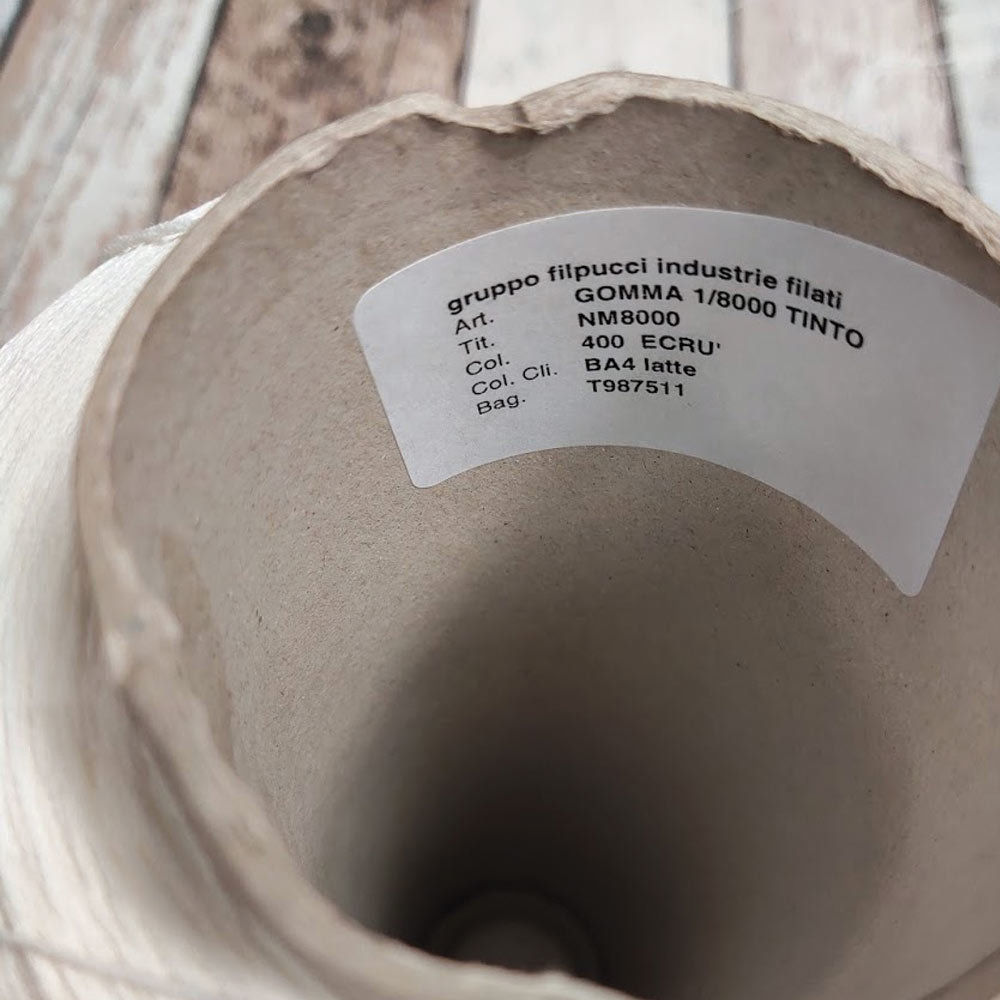 gruppo filpucci industrie filati
Art. GOMMA 1/8000 TINTO
Tit. NM8000
Col. 400 ECRU'
Col. Cli. BA4 latte
Bag. T987511